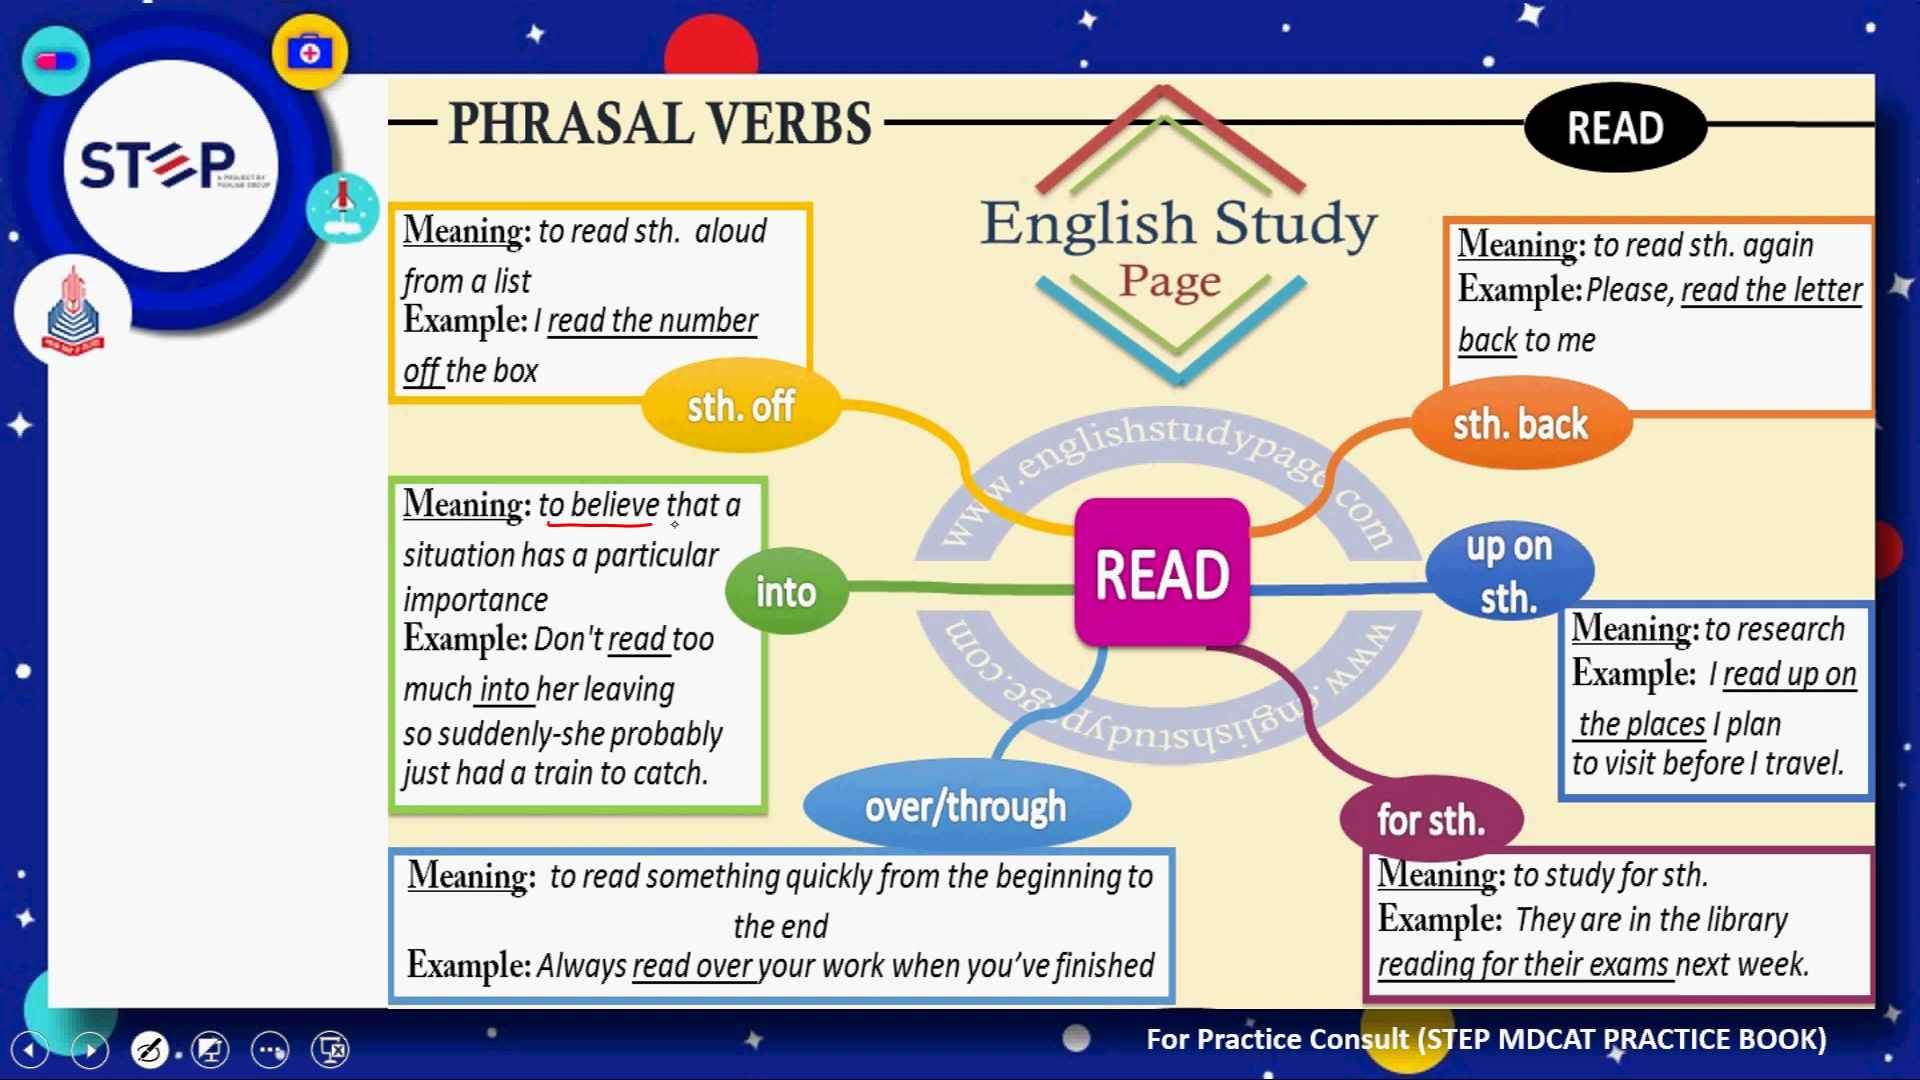 STEP
A PROJECT BY
PUNJAB GROUP
PHRASAL VERBS
READ
English Study
Page
Meaning: to read sth. aloud
from a list
Example: I read the number
off the box
sth. off
Meaning: to read sth. again
Example: Please, read the letter
back to me
sth. back
www.englishstudypage.com
Meaning: to believe that a
situation has a particular
importance
Example: Don't read too
much into her leaving
so suddenly-she probably
just had a train to catch.
into
READ
up on
sth.
Meaning: to research
Example: I read up on
the places I plan
to visit before I travel.
www.englishstudypage.com
over/through
Meaning: to read something quickly from the beginning to
the end
Example: Always read over your work when you've finished
for sth.
Meaning: to study for sth.
Example: They are in the library
reading for their exams next week.
For Practice Consult (STEP MDCAT PRACTICE BOOK)